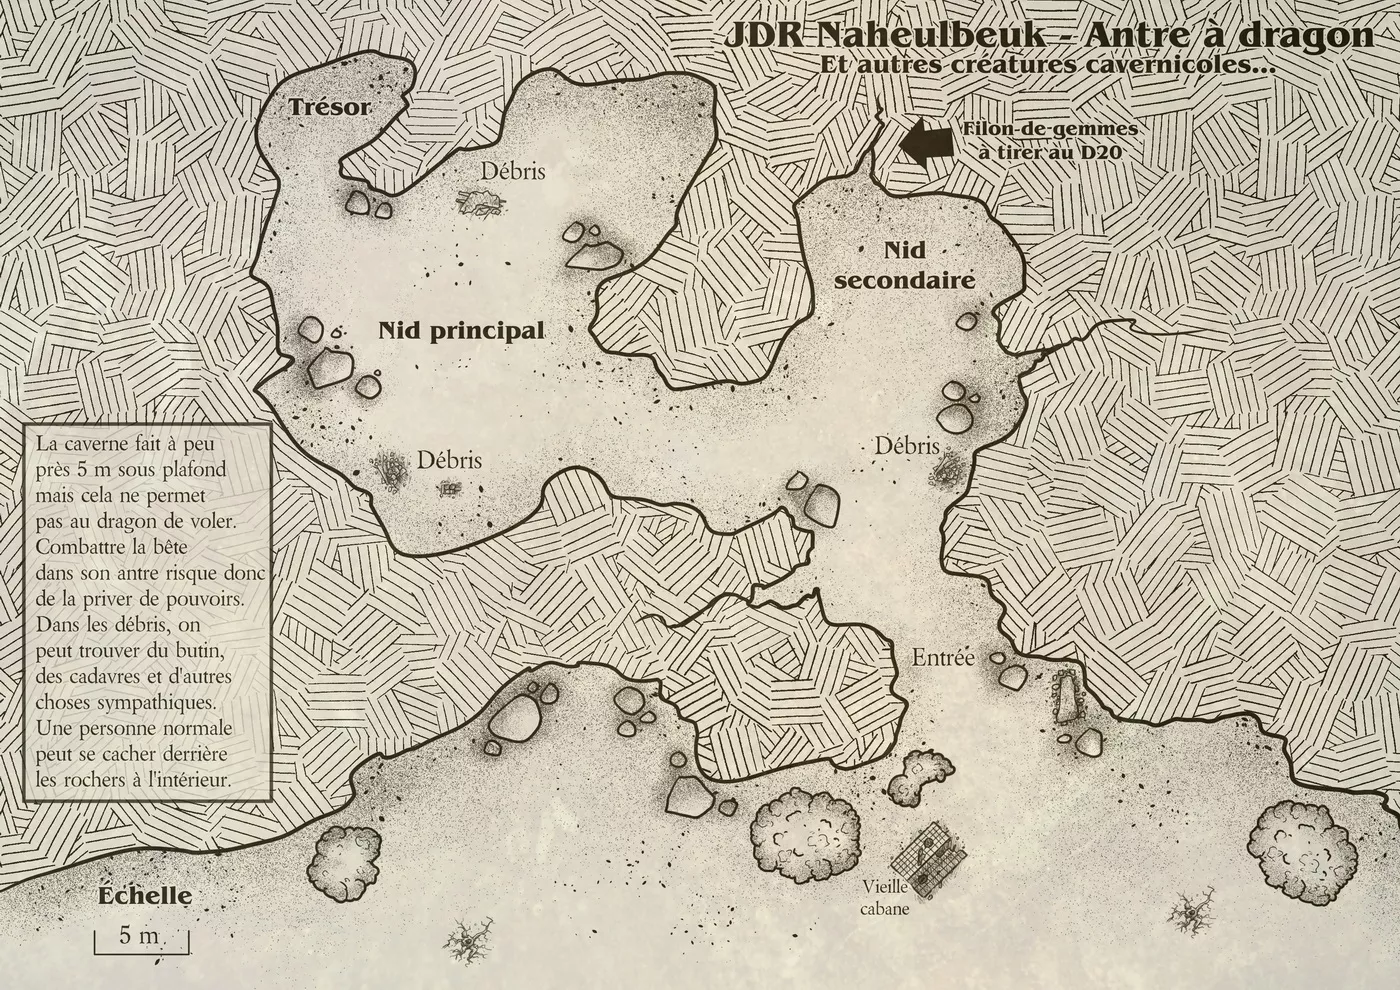 JDR Naheulbeuk - Antre à dragon
Et autres créatures cavernicoles...
Trésor
Filon de gemmes
à tirer au D20
Débris
Nid
secondaire
Nid principal
Débris
Débris
La caverne fait à peu
près 5 m sous plafond
mais cela ne permet
pas au dragon de voler.
Combattre la bête
dans son antre risque donc
de la priver de pouvoirs.
Dans les débris, on
peut trouver du butin,
des cadavres et d'autres
choses sympathiques.
Une personne normale
peut se cacher derrière
les rochers à l'intérieur.
Entrée
Vieille
cabane
Échelle
5 m